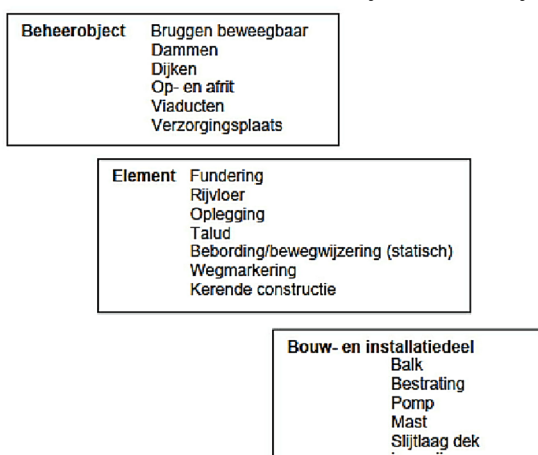 Beheerobject Bruggen beweegbaar
Dammen
Dijken
Op- en afrit
Viaducten
Verzorgingsplaats
Element Fundering
Rijvloer
Oplegging
Talud
Bebording/bewegwijzering (statisch)
Wegmarkering
Kerende constructie
Bouw- en installatiedeel
Balk
Bestrating
Pomp
Mast
Slijtlaag dek